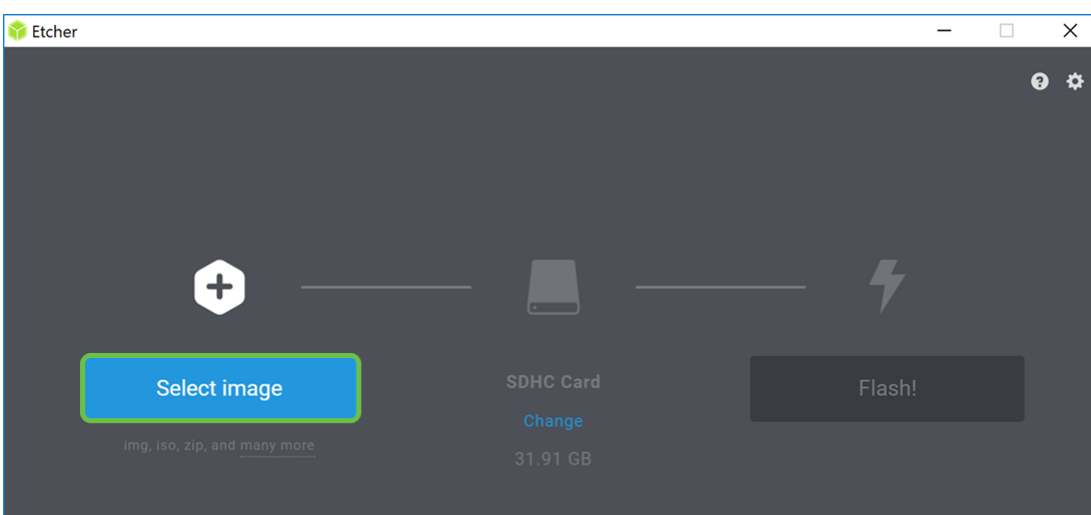 Etcher
Select image
img, iso, zip, and many more
SDHC Card
Change
31.91 GB
Flash!